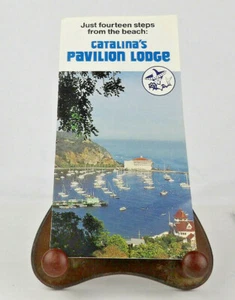 Just fourteen steps
from the beach:
CATALINA'S
PAVILION LODGE